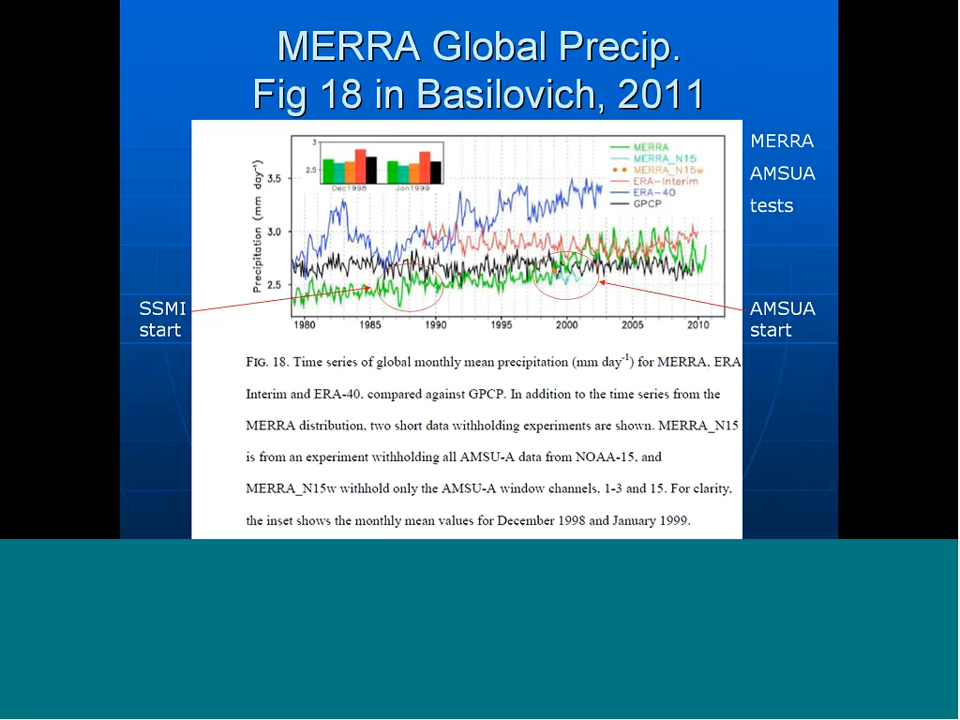 MERRA Global Precip.
Fig 18 in Basilovich, 2011
MERRA
AMSUA
tests
3
2.5
Dec1998
Jan1999
MERRA
MERRA_N15
MERRA_N15w
ERA-Interim
ERA-40
GPCP
Precipitation (mm day⁻¹)
3.5
3.0
2.5
1980
1985
1990
1995
2000
2005
2010
SSMI
start
AMSUA
start
FIG. 18. Time series of global monthly mean precipitation (mm day⁻¹) for MERRA, ERA
Interim and ERA-40, compared against GPCP. In addition to the time series from the
MERRA distribution, two short data withholding experiments are shown. MERRA_N15
is from an experiment withholding all AMSU-A data from NOAA-15, and
MERRA_N15w withhold only the AMSU-A window channels, 1-3 and 15. For clarity,
the inset shows the monthly mean values for December 1998 and January 1999.